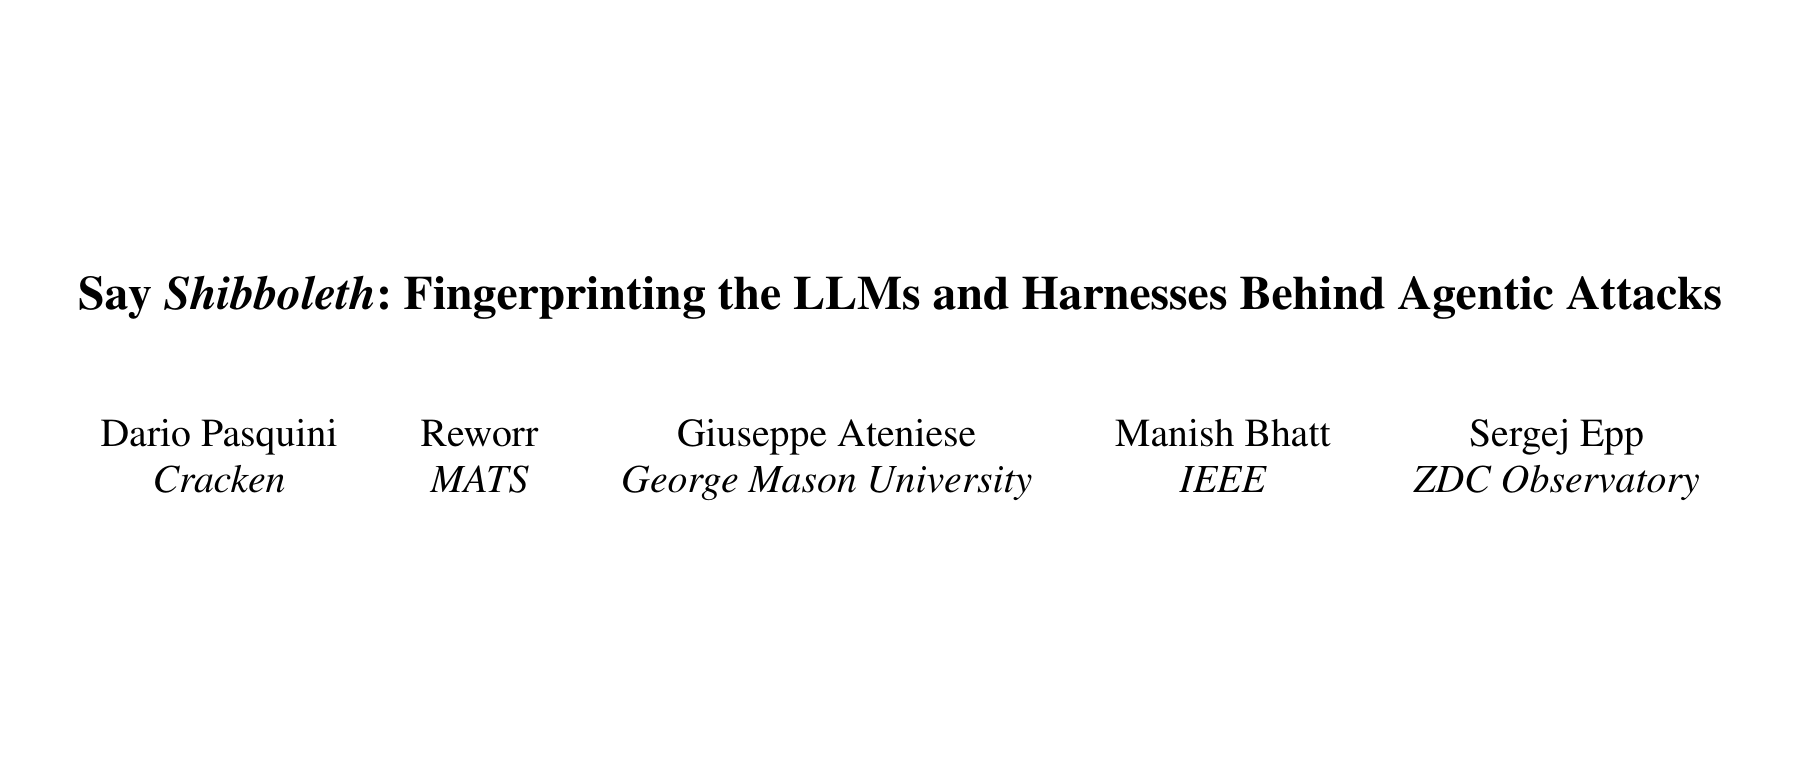 Say Shibboleth: Fingerprinting the LLMs and Harnesses Behind Agentic Attacks
Dario Pasquini Reworr Giuseppe Ateniese Manish Bhatt Sergej Epp
Cracken MATS George Mason University IEEE ZDC Observatory